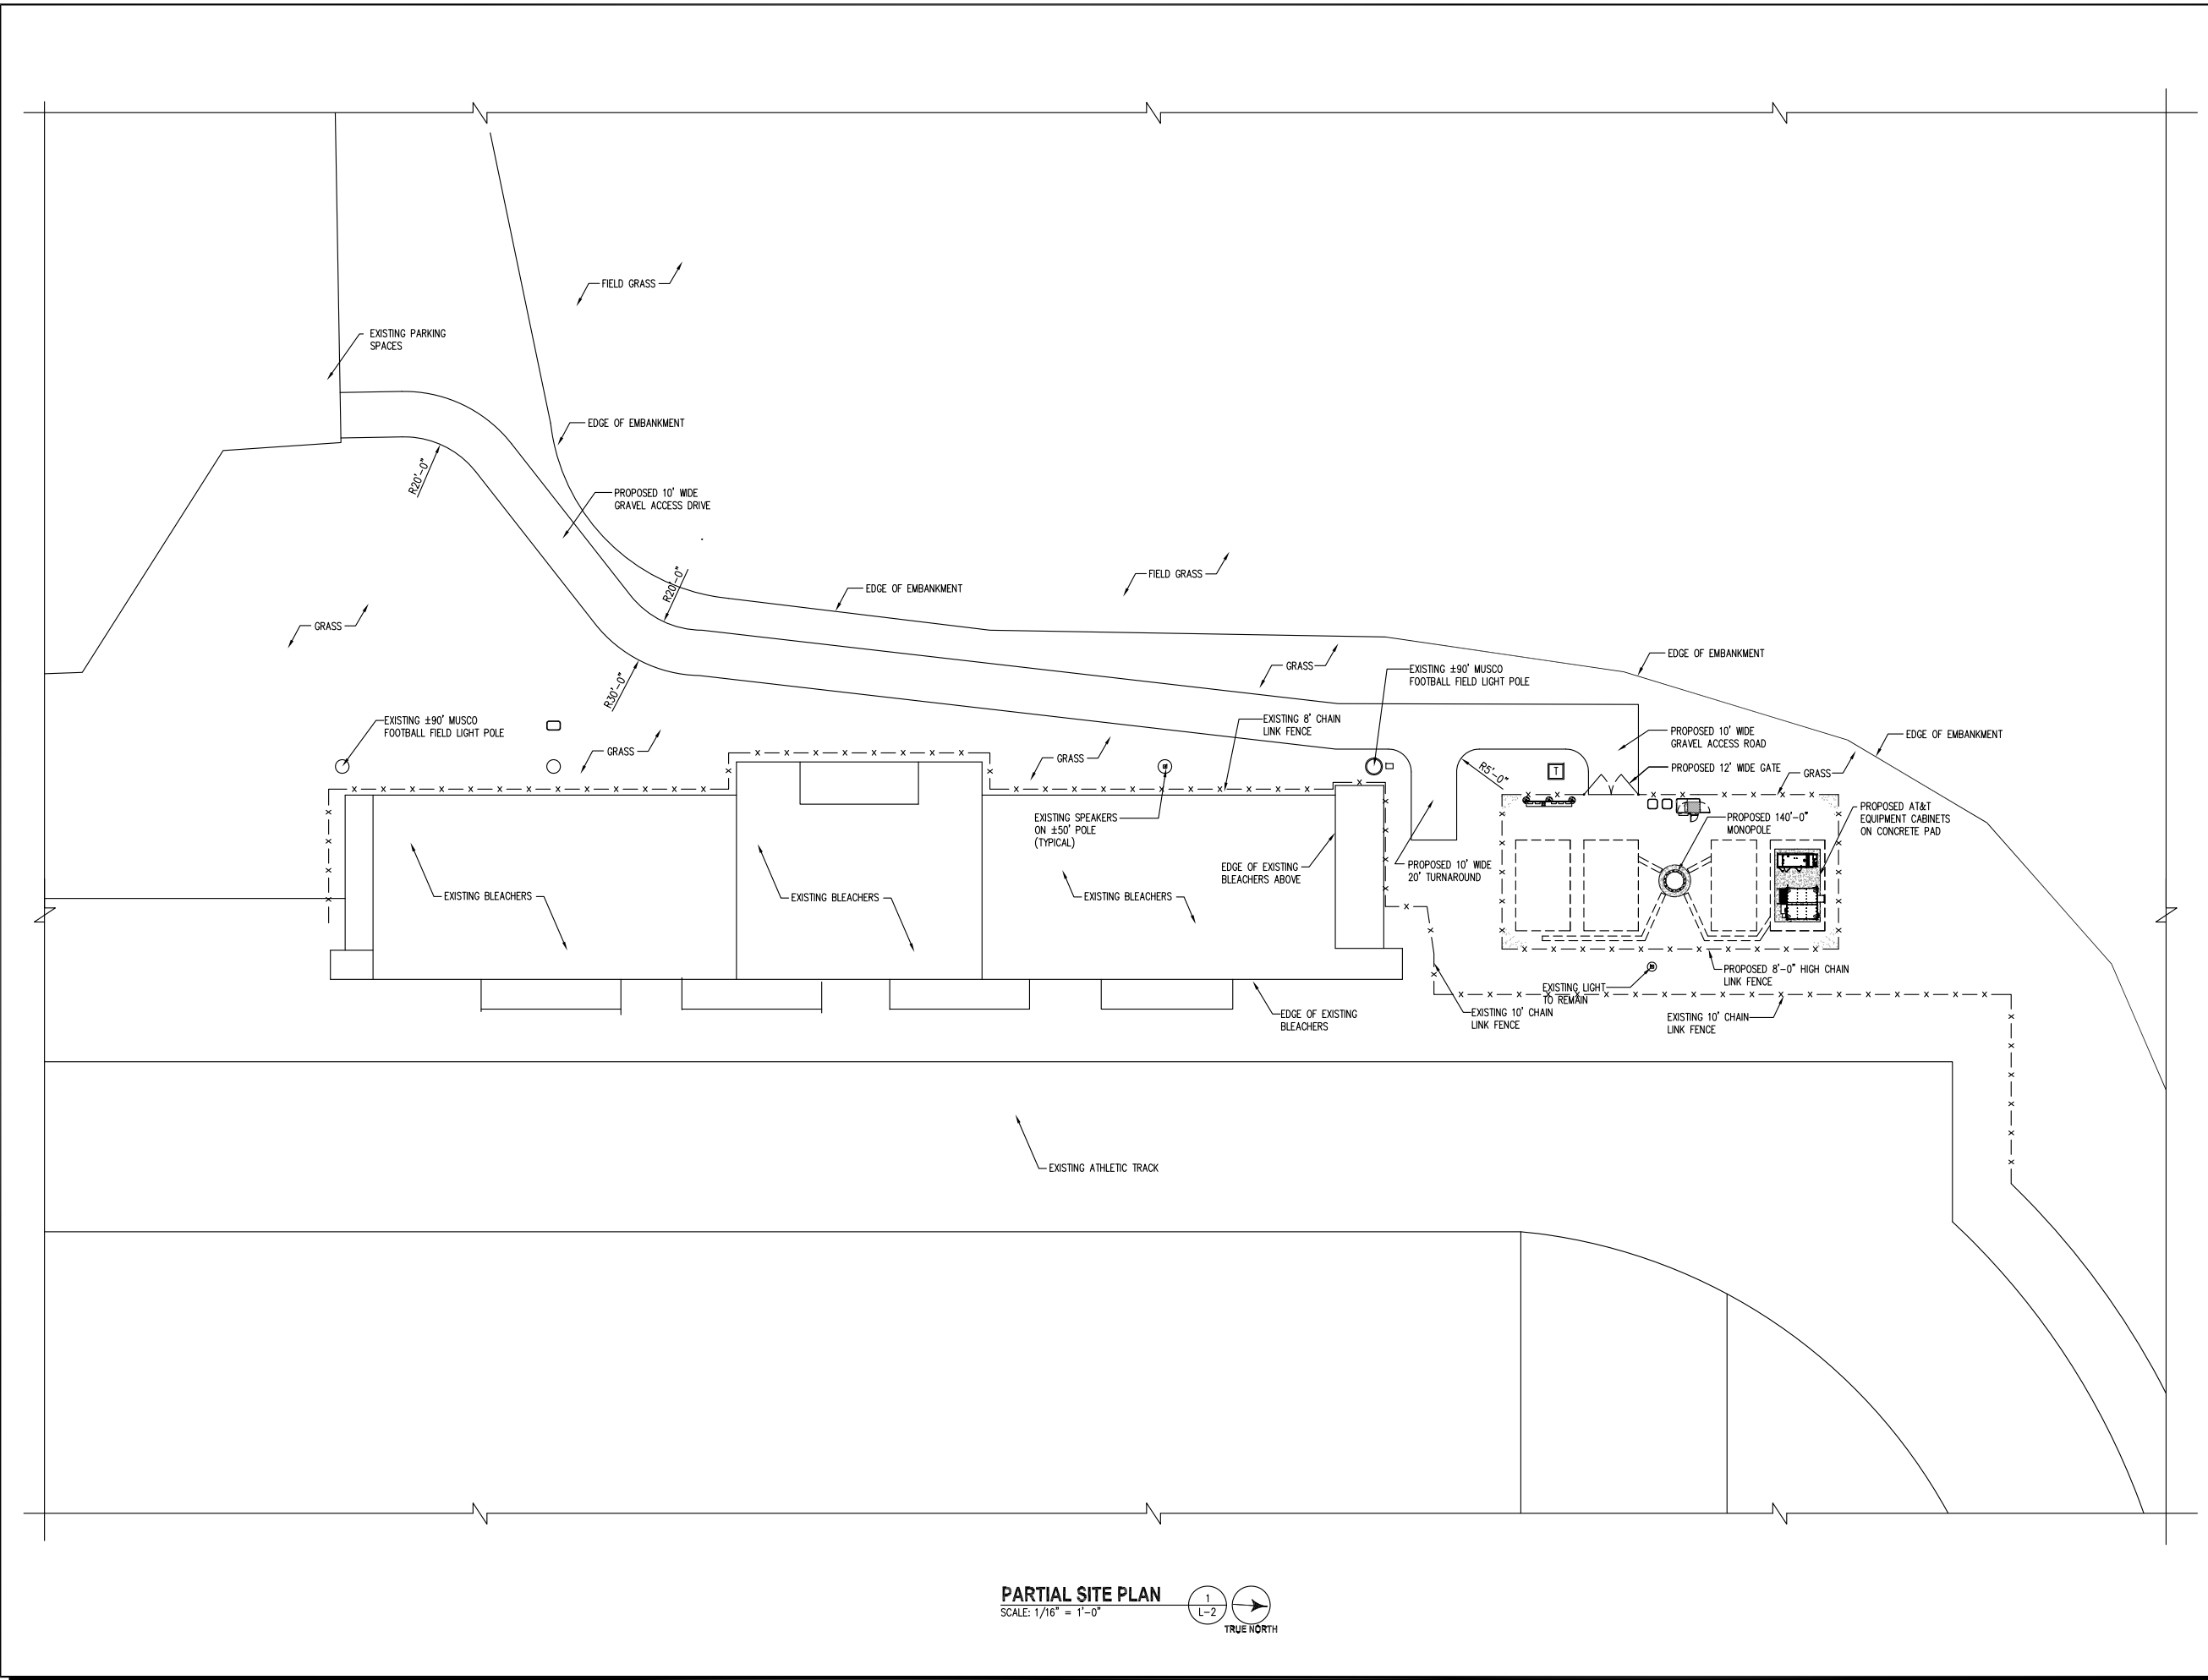 FIELD GRASS
EXISTING PARKING
SPACES
EDGE OF EMBANKMENT
R20'-0"
PROPOSED 10' WIDE
GRAVEL ACCESS DRIVE
R20'-0"
EDGE OF EMBANKMENT
FIELD GRASS
GRASS
R30'-0"
GRASS
EXISTING ±90' MUSCO
FOOTBALL FIELD LIGHT POLE
EDGE OF EMBANKMENT
EXISTING ±90' MUSCO
FOOTBALL FIELD LIGHT POLE
GRASS
EXISTING 8' CHAIN
LINK FENCE
GRASS
PROPOSED 10' WIDE
GRAVEL ACCESS ROAD
EDGE OF EMBANKMENT
R5'-0"
T
PROPOSED 12' WIDE GATE
GRASS
EXISTING SPEAKERS
ON ±50' POLE
(TYPICAL)
PROPOSED 140'-0"
MONOPOLE
PROPOSED AT&T
EQUIPMENT CABINETS
ON CONCRETE PAD
EDGE OF EXISTING
BLEACHERS ABOVE
PROPOSED 10' WIDE
20' TURNAROUND
EXISTING BLEACHERS
EXISTING BLEACHERS
EXISTING BLEACHERS
PROPOSED 8'-0" HIGH CHAIN
LINK FENCE
EXISTING LIGHT
TO REMAIN
EDGE OF EXISTING
BLEACHERS
EXISTING 10' CHAIN
LINK FENCE
EXISTING 10' CHAIN
LINK FENCE
EXISTING ATHLETIC TRACK
PARTIAL SITE PLAN
SCALE: 1/16" = 1'-0"
1
L-2
TRUE NORTH